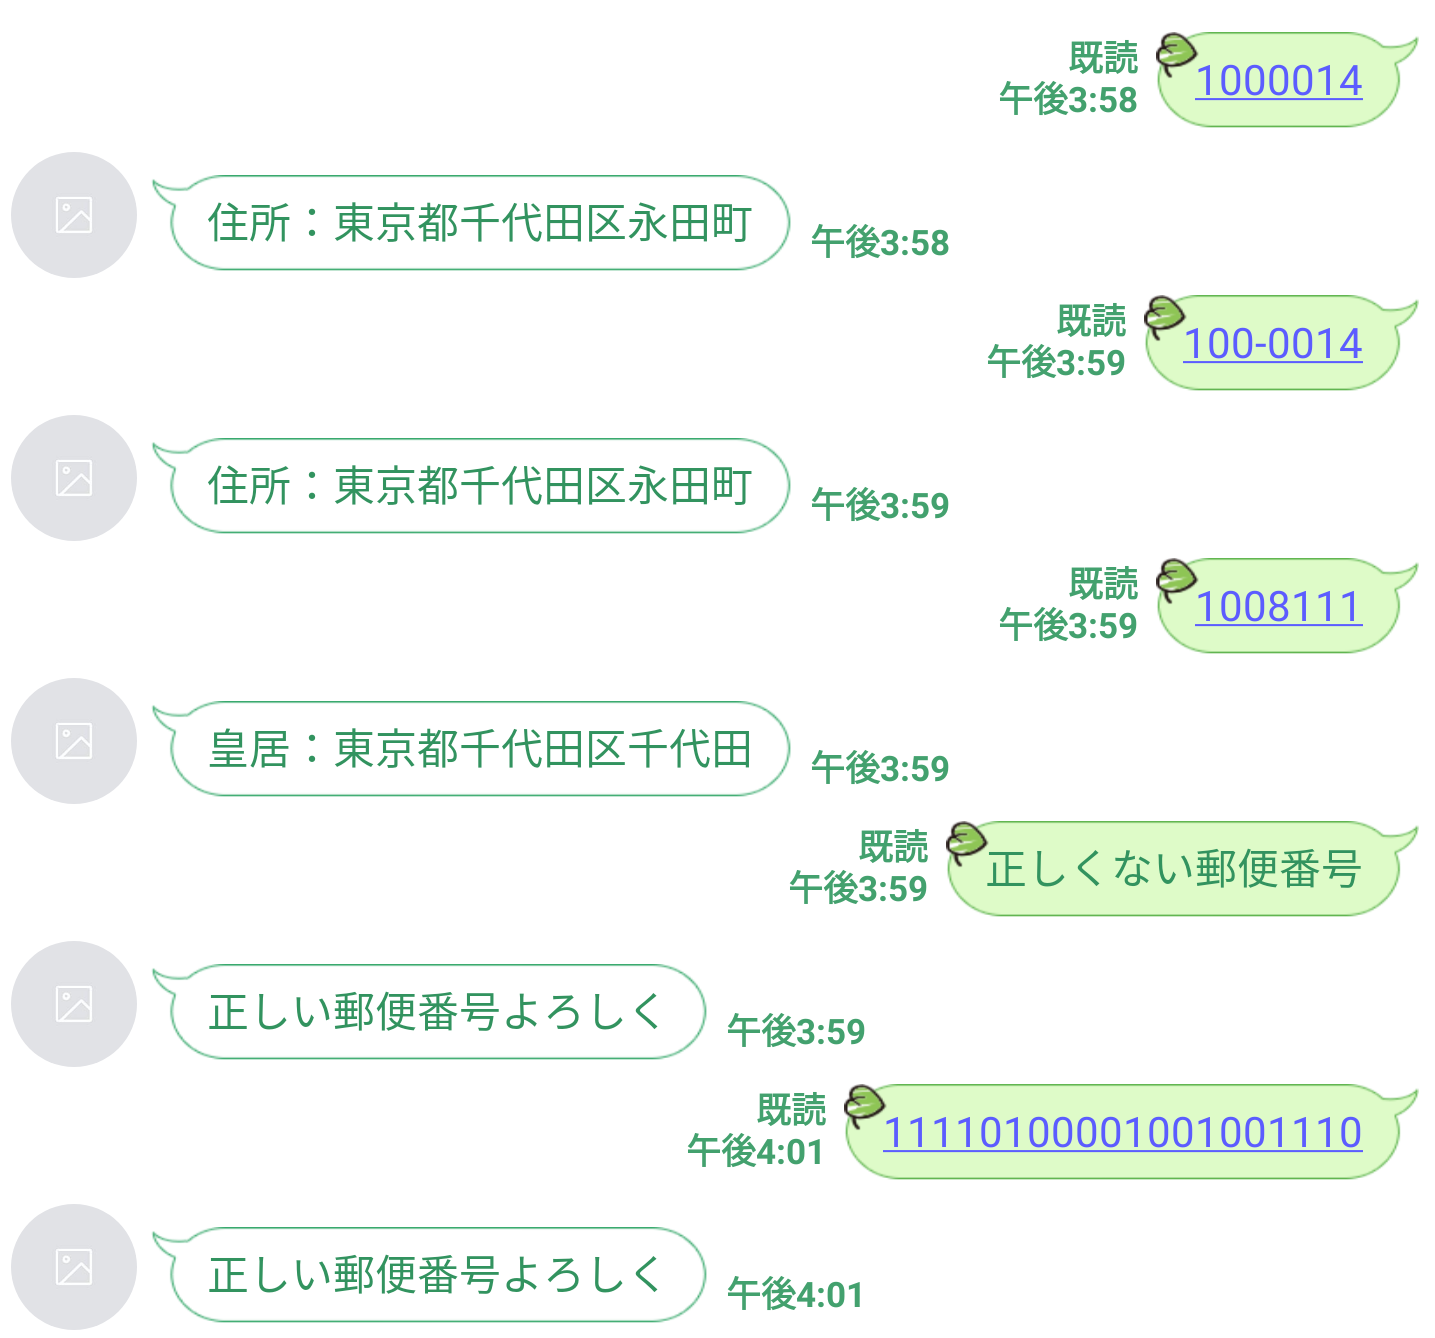 既読
午後3:58
1000014
住所：東京都千代田区永田町
午後3:58
既読
午後3:59
100-0014
住所：東京都千代田区永田町
午後3:59
既読
午後3:59
1008111
皇居：東京都千代田区千代田
午後3:59
既読
午後3:59
正しくない郵便番号
正しい郵便番号よろしく
午後3:59
既読
午後4:01
11110100001001001110
正しい郵便番号よろしく
午後4:01